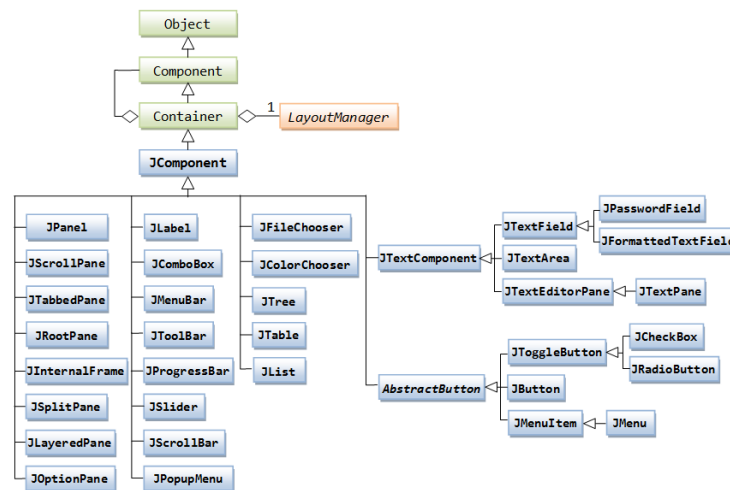 Object
Component
Container
1
LayoutManager
JComponent
JPanel
JScrollPane
JTabbedPane
JRootPane
JInternalFrame
JSplitPane
JLayeredPane
JOptionPane
JLabel
JComboBox
JMenuBar
JToolBar
JProgressBar
JSlider
JScrollBar
JPopupMenu
JFileChooser
JColorChooser
JTree
JTable
JList
JTextComponent
JTextField
JPasswordField
JFormattedTextField
JTextArea
JTextEditorPane
JTextPane
AbstractButton
JToggleButton
JCheckBox
JRadioButton
JButton
JMenuItem
JMenu